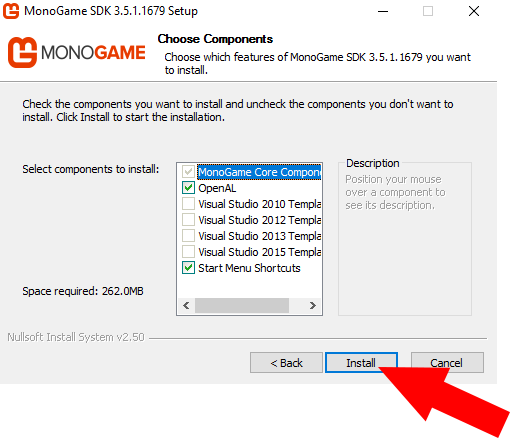 MonoGame SDK 3.5.1.1679 Setup
MONOGAME
Choose Components
Choose which features of MonoGame SDK 3.5.1.1679 you want
to install.
Check the components you want to install and uncheck the components you don't want to
install. Click Install to start the installation.
Select components to install:
MonoGame Core Compone
OpenAL
Visual Studio 2010 Templa
Visual Studio 2012 Templa
Visual Studio 2013 Templa
Visual Studio 2015 Templa
Start Menu Shortcuts
Description
Position your mouse
over a component to
see its description.
Space required: 262.0MB
Nullsoft Install System v2.50
< Back
Install
Cancel